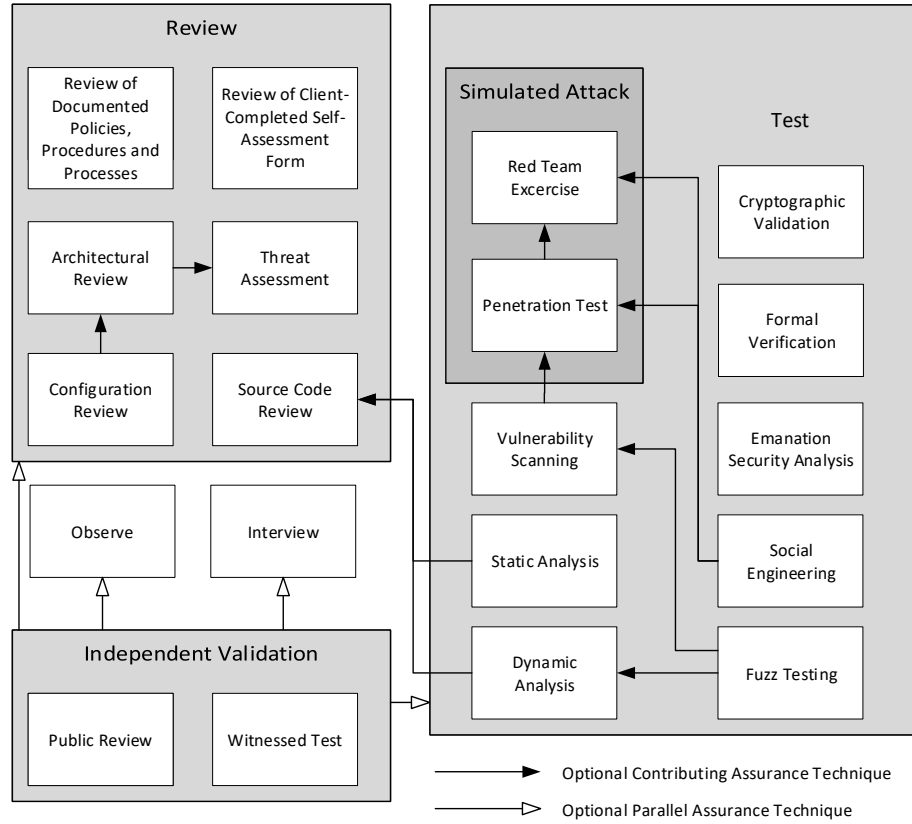 Review
Review of
Documented
Policies,
Procedures and
Processes
Review of Client-
Completed Self-
Assessment
Form
Architectural
Review
Threat
Assessment
Configuration
Review
Source Code
Review
Observe
Interview
Independent Validation
Public Review
Witnessed Test
Simulated Attack
Red Team
Excercise
Penetration Test
Vulnerability
Scanning
Static Analysis
Dynamic
Analysis
Test
Cryptographic
Validation
Formal
Verification
Emanation
Security Analysis
Social
Engineering
Fuzz Testing
Optional Contributing Assurance Technique
Optional Parallel Assurance Technique